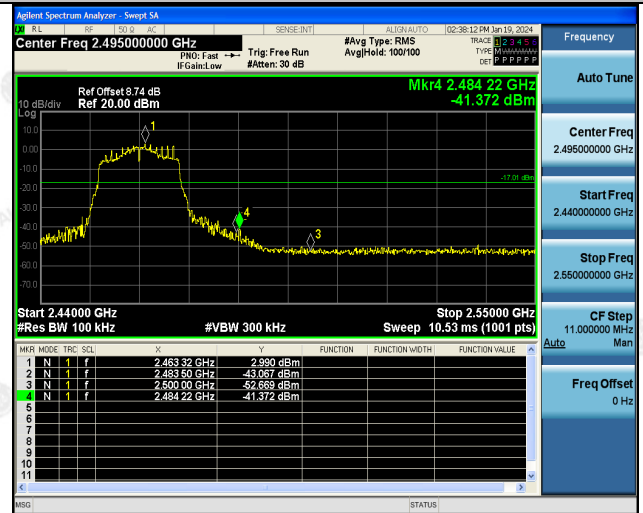 Agilent Spectrum Analyzer - Swept SA
RL RF 50 Ω AC SENSE:INT ALIGN AUTO 02:38:12 PM Jan 19, 2024
Center Freq 2.495000000 GHz
PNO: Fast
IFGain:Low
Trig: Free Run
#Atten: 30 dB
#Avg Type: RMS
Avg|Hold: 100/100
TRACE 1 2 3 4 5 6
TYPE M
DET P P P P P P
Ref Offset 8.74 dB
10 dB/div Ref 20.00 dBm
Log
Mkr4 2.484 22 GHz
-41.372 dBm
10.0
0.00
-10.0
-20.0
-30.0
-40.0
-50.0
-60.0
-70.0
1
4
3
-17.01 dBm
Start 2.44000 GHz Stop 2.55000 GHz
#Res BW 100 kHz #VBW 300 kHz Sweep 10.53 ms (1001 pts)
MKR MODE TRC SCL X Y FUNCTION FUNCTION WIDTH FUNCTION VALUE
1 N 1 f 2.463 32 GHz 2.990 dBm
2 N 1 f 2.483 50 GHz -43.067 dBm
3 N 1 f 2.500 00 GHz -52.669 dBm
4 N 1 f 2.484 22 GHz -41.372 dBm
5
6
7
8
9
10
11
MSG STATUS
Frequency
Auto Tune
Center Freq
2.495000000 GHz
Start Freq
2.440000000 GHz
Stop Freq
2.550000000 GHz
CF Step
11.000000 MHz
Auto Man
Freq Offset
0 Hz